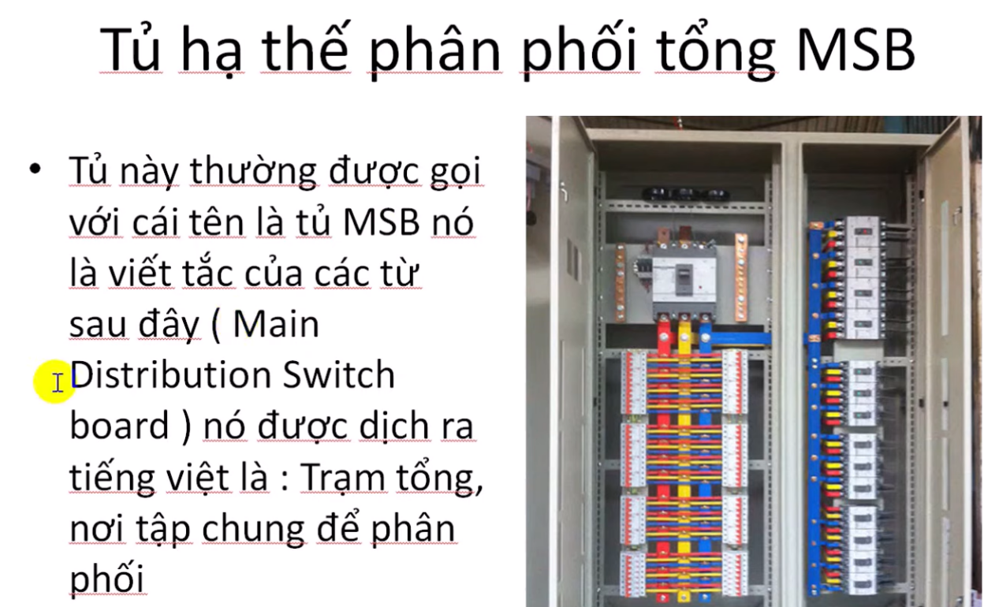 Tủ hạ thế phân phối tổng MSB
• Tủ này thường được gọi
với cái tên là tủ MSB nó
là viết tắc của các từ
sau đây ( Main
Distribution Switch
board ) nó được dịch ra
tiếng việt là : Trạm tổng,
nơi tập chung để phân
phối